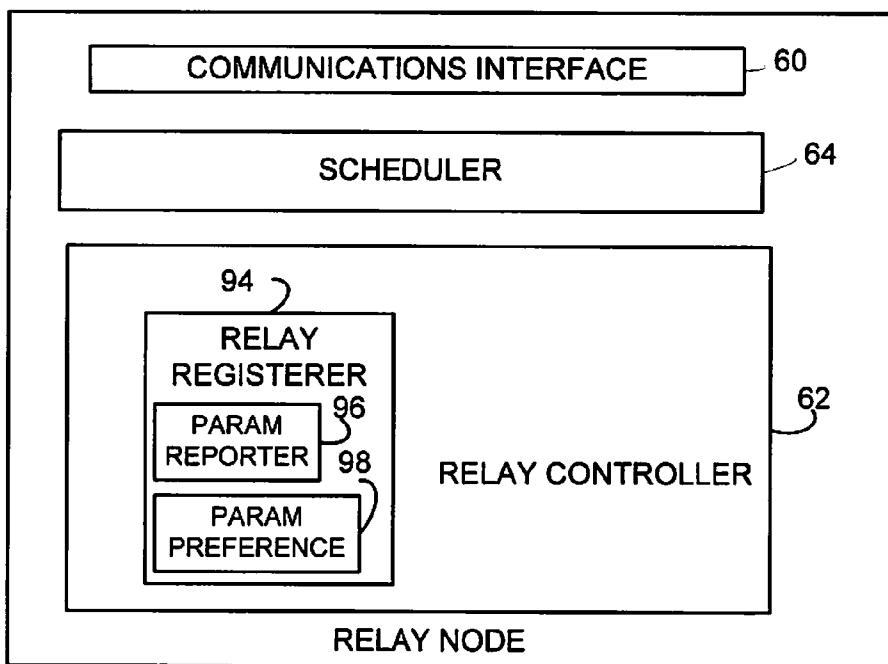 COMMUNICATIONS INTERFACE
60
SCHEDULER
64
94
RELAY
REGISTERER
96
PARAM
REPORTER
98
PARAM
PREFERENCE
62
RELAY CONTROLLER
RELAY NODE